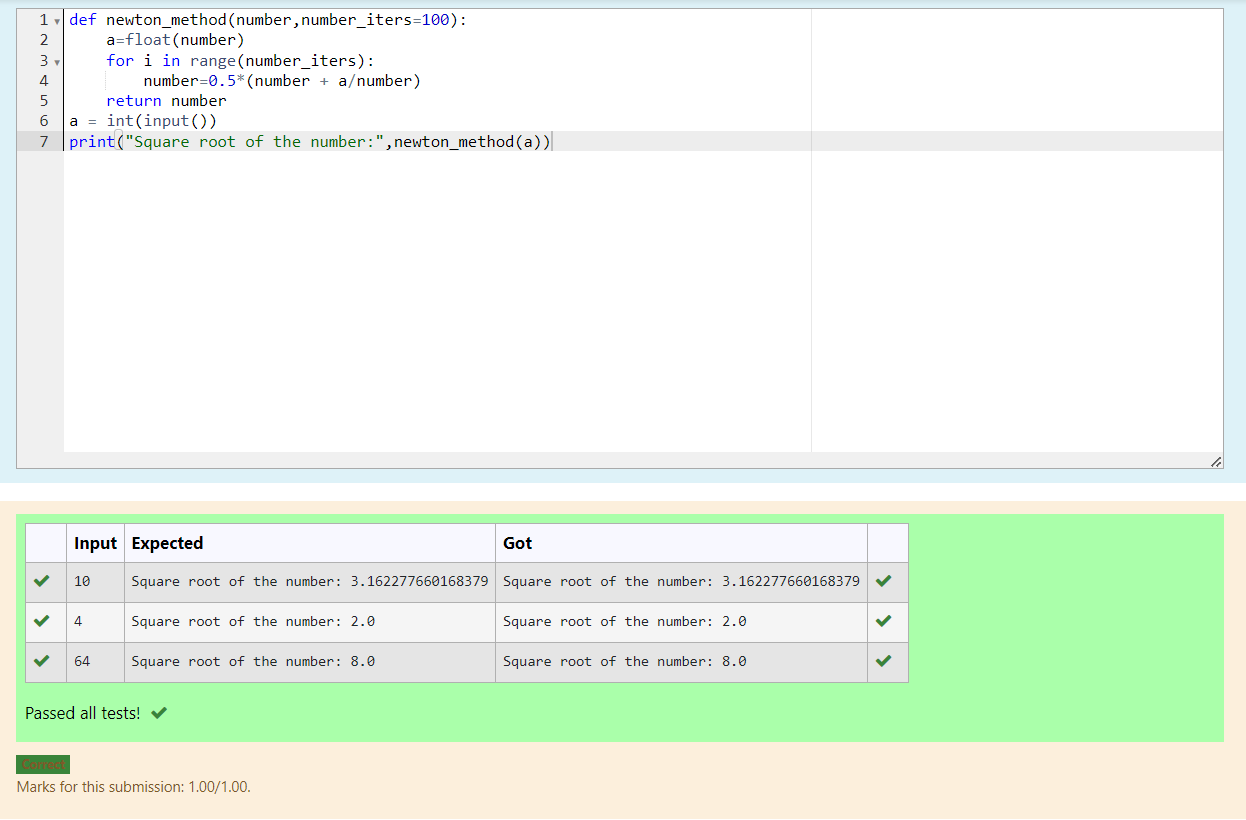 1 def newton_method(number,number_iters=100):
2     a=float(number)
3     for i in range(number_iters):
4         number=0.5*(number + a/number)
5     return number
6 a = int(input())
7 print("Square root of the number:",newton_method(a))
Input Expected Got
10 Square root of the number: 3.162277660168379 Square root of the number: 3.162277660168379
4 Square root of the number: 2.0 Square root of the number: 2.0
64 Square root of the number: 8.0 Square root of the number: 8.0
Passed all tests!
Correct
Marks for this submission: 1.00/1.00.